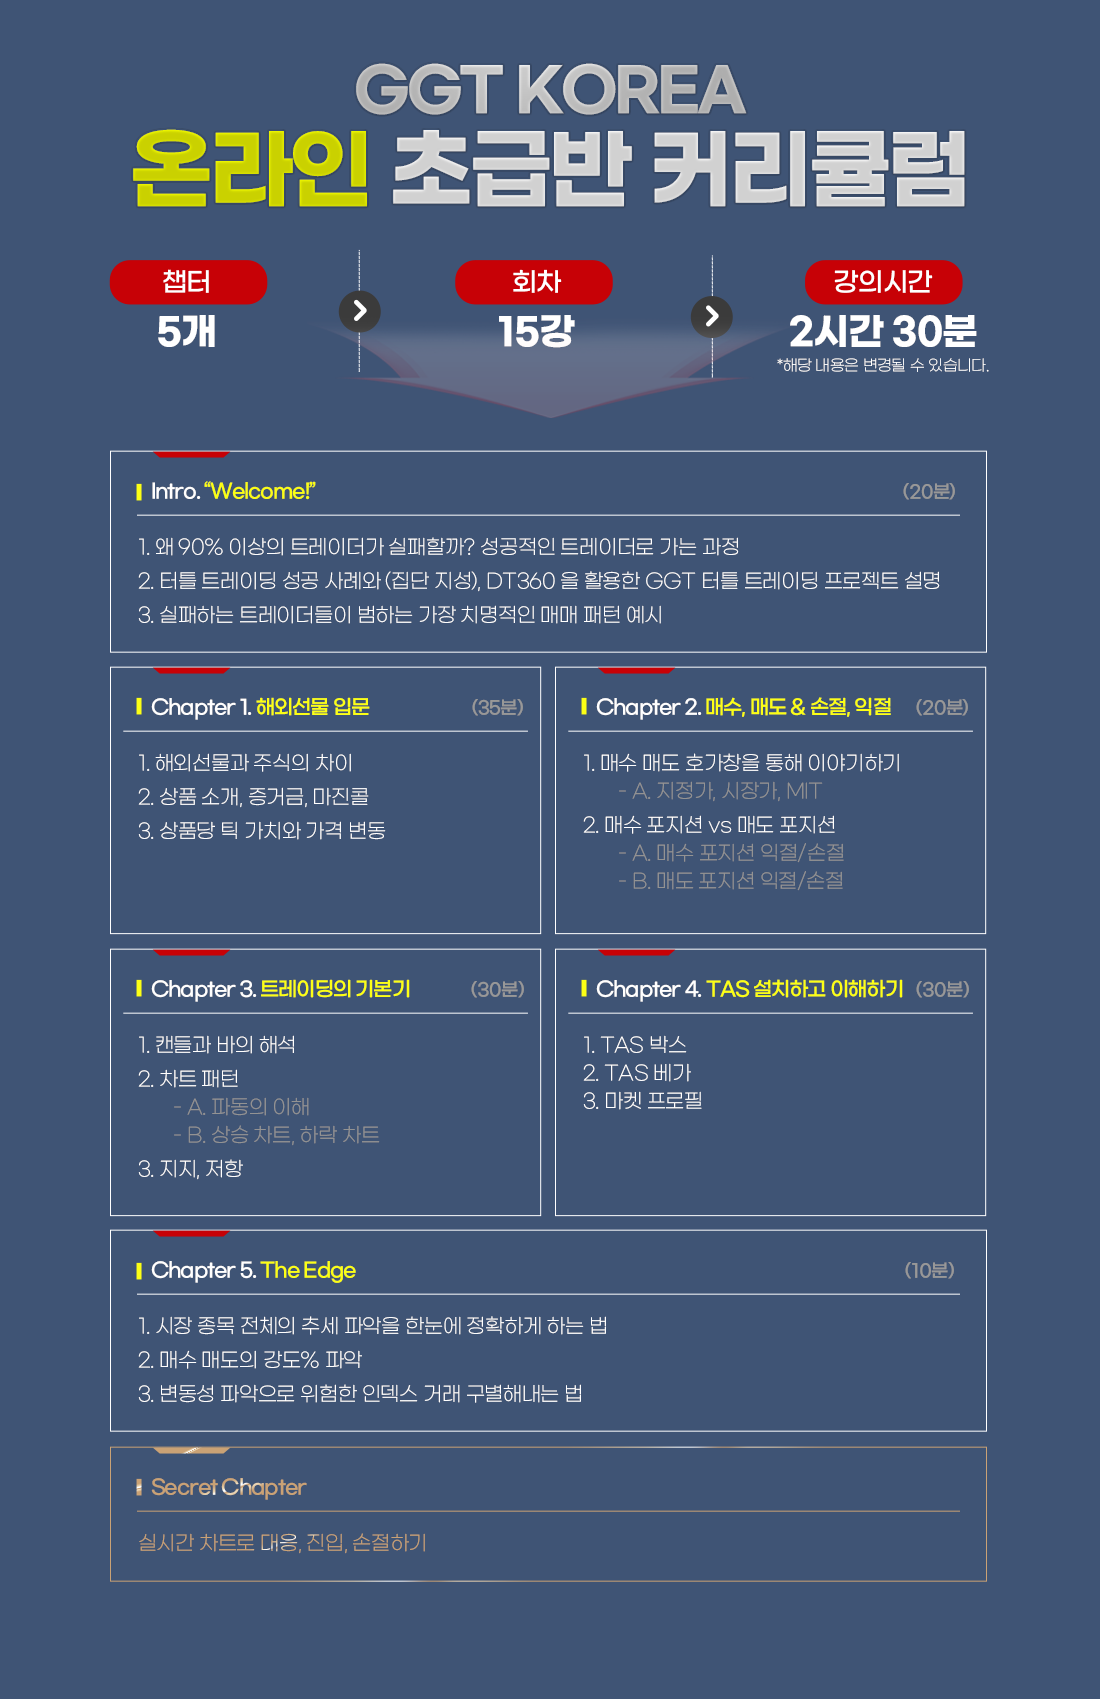 GGT KOREA
온라인 초급반 커리큘럼
챕터
5개
회차
15강
강의시간
2시간 30분
*해당 내용은 변경될 수 있습니다.
Intro. “Welcome!” (20분)
1. 왜 90% 이상의 트레이더가 실패할까? 성공적인 트레이더로 가는 과정
2. 터틀 트레이딩 성공 사례와 (집단 지성), DT360 을 활용한 GGT 터틀 트레이딩 프로젝트 설명
3. 실패하는 트레이더들이 범하는 가장 치명적인 매매 패턴 예시
Chapter 1. 해외선물 입문 (35분)
1. 해외선물과 주식의 차이
2. 상품 소개, 증거금, 마진콜
3. 상품당 틱 가치와 가격 변동
Chapter 2. 매수, 매도 & 손절, 익절 (20분)
1. 매수 매도 호가창을 통해 이야기하기
- A. 지정가, 시장가, MIT
2. 매수 포지션 vs 매도 포지션
- A. 매수 포지션 익절/손절
- B. 매도 포지션 익절/손절
Chapter 3. 트레이딩의 기본기 (30분)
1. 캔들과 바의 해석
2. 차트 패턴
- A. 파동의 이해
- B. 상승 차트, 하락 차트
3. 지지, 저항
Chapter 4. TAS 설치하고 이해하기 (30분)
1. TAS 박스
2. TAS 베가
3. 마켓 프로필
Chapter 5. The Edge (10분)
1. 시장 종목 전체의 추세 파악을 한눈에 정확하게 하는 법
2. 매수 매도의 강도% 파악
3. 변동성 파악으로 위험한 인덱스 거래 구별해내는 법
Secret Chapter
실시간 차트로 대응, 진입, 손절하기